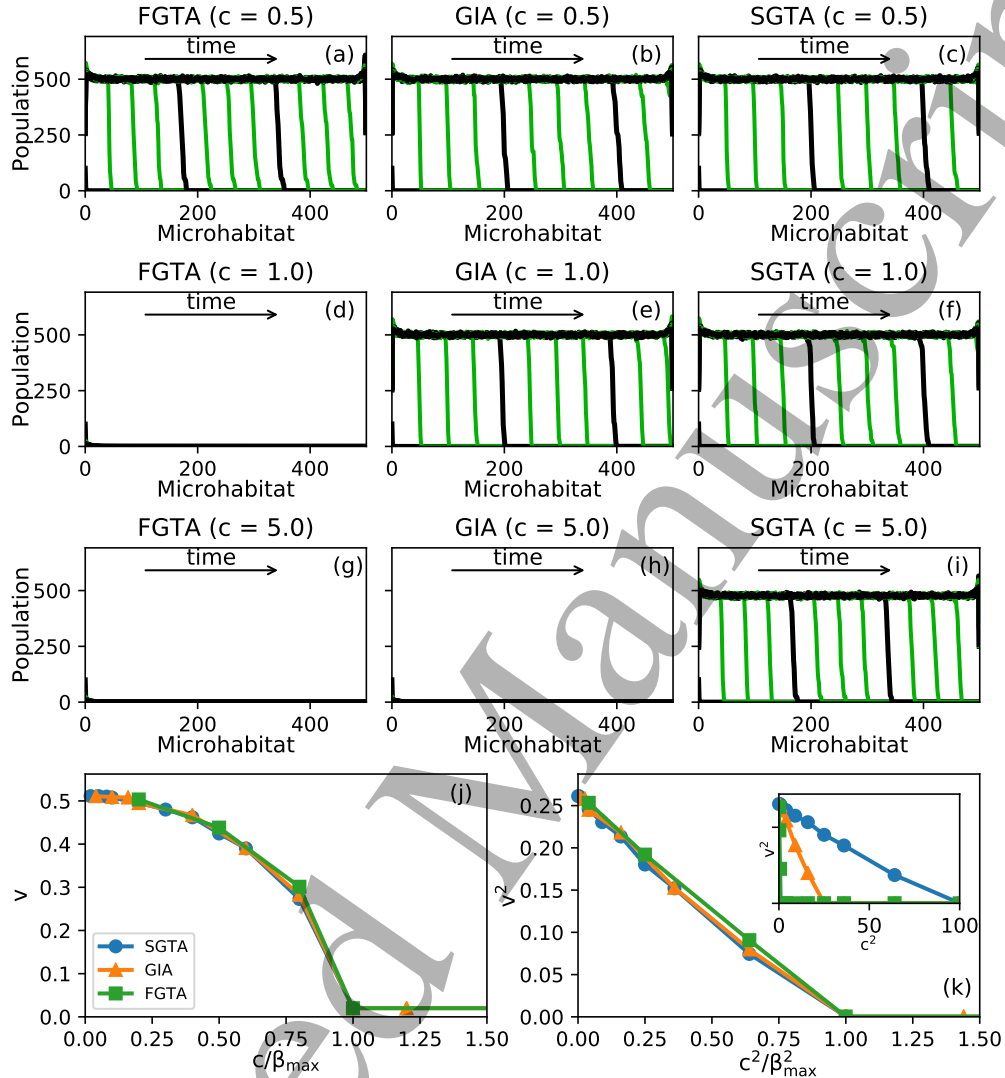 FGTA (c = 0.5) GIA (c = 0.5) SGTA (c = 0.5)
time (a) time (b) time (c)
Population
500
250
0
0 200 400 0 200 400 0 200 400
Microhabitat Microhabitat Microhabitat
FGTA (c = 1.0) GIA (c = 1.0) SGTA (c = 1.0)
time (d) time (e) time (f)
Population
500
250
0
0 200 400 0 200 400 0 200 400
Microhabitat Microhabitat Microhabitat
FGTA (c = 5.0) GIA (c = 5.0) SGTA (c = 5.0)
time (g) time (h) time (i)
Population
500
250
0
0 200 400 0 200 400 0 200 400
Microhabitat Microhabitat Microhabitat
(j)
v
0.5
0.4
0.3
0.2
0.1
0.0
SGTA
GIA
FGTA
0.00 0.25 0.50 0.75 1.00 1.25 1.50
c/βmax
v²
0.25
0.20
0.15
0.10
0.05
0.00
v²
0 50 100
c²
(k)
0.00 0.25 0.50 0.75 1.00 1.25 1.50
c²/β²max
ed Manuscri